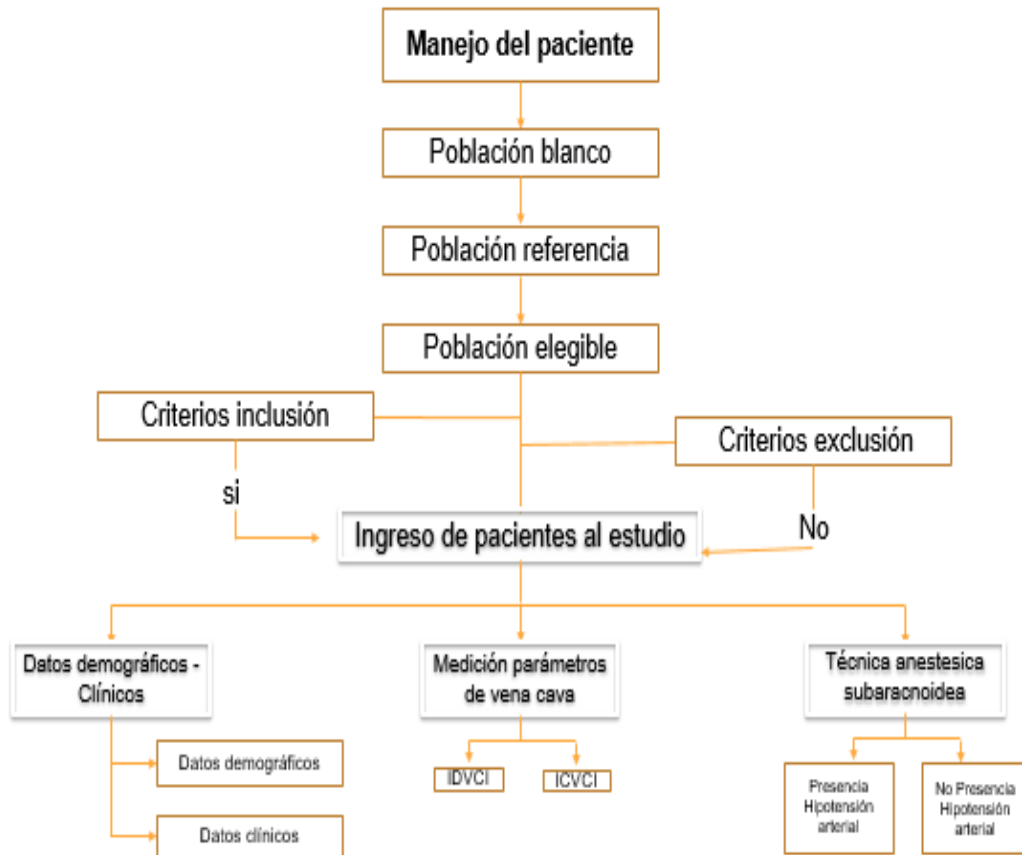 Manejo del paciente
Población blanco
Población referencia
Población elegible
Criterios inclusión
Criterios exclusión
si
No
Ingreso de pacientes al estudio
Datos demográficos -
Clínicos
Medición parámetros
de vena cava
Técnica anestesica
subaracnoidea
Datos demográficos
Datos clínicos
IDVCI
ICVCI
Presencia
Hipotensión
arterial
No Presencia
Hipotensión
arterial